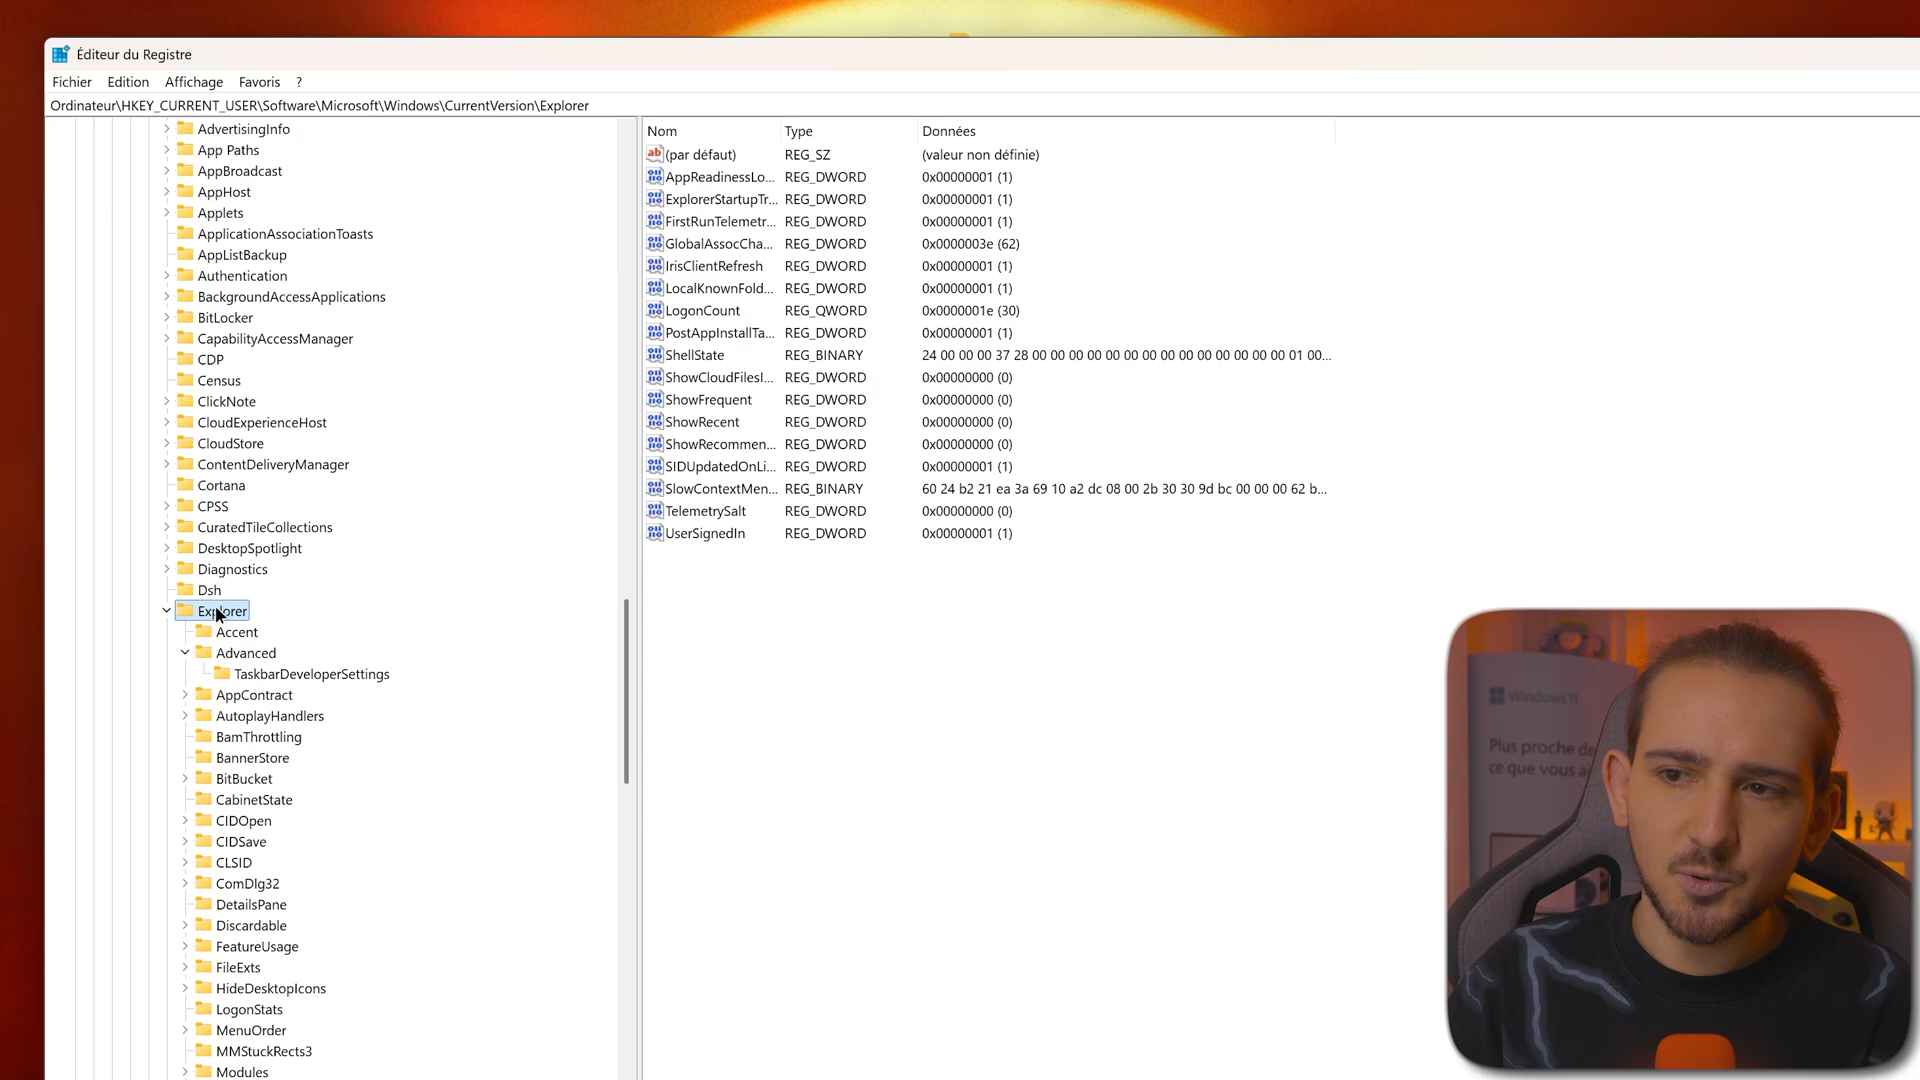 Éditeur du Registre
Fichier Edition Affichage Favoris ?
Ordinateur\HKEY_CURRENT_USER\Software\Microsoft\Windows\CurrentVersion\Explorer
AdvertisingInfo
App Paths
AppBroadcast
AppHost
Applets
ApplicationAssociationToasts
AppListBackup
Authentication
BackgroundAccessApplications
BitLocker
CapabilityAccessManager
CDP
Census
ClickNote
CloudExperienceHost
CloudStore
ContentDeliveryManager
Cortana
CPSS
CuratedTileCollections
DesktopSpotlight
Diagnostics
Dsh
Explorer
Accent
Advanced
TaskbarDeveloperSettings
AppContract
AutoplayHandlers
BamThrottling
BannerStore
BitBucket
CabinetState
CIDOpen
CIDSave
CLSID
ComDlg32
DetailsPane
Discardable
FeatureUsage
FileExts
HideDesktopIcons
LogonStats
MenuOrder
MMStuckRects3
Modules
Nom Type Données
(par défaut) REG_SZ (valeur non définie)
AppReadinessLo... REG_DWORD 0x00000001 (1)
ExplorerStartupTr... REG_DWORD 0x00000001 (1)
FirstRunTelemetr... REG_DWORD 0x00000001 (1)
GlobalAssocCha... REG_DWORD 0x0000003e (62)
IrisClientRefresh REG_DWORD 0x00000001 (1)
LocalKnownFold... REG_DWORD 0x00000001 (1)
LogonCount REG_QWORD 0x0000001e (30)
PostAppInstallTa... REG_DWORD 0x00000001 (1)
ShellState REG_BINARY 24 00 00 00 37 28 00 00 00 00 00 00 00 00 00 00 00 00 00 01 00...
ShowCloudFilesI... REG_DWORD 0x00000000 (0)
ShowFrequent REG_DWORD 0x00000000 (0)
ShowRecent REG_DWORD 0x00000000 (0)
ShowRecommen... REG_DWORD 0x00000000 (0)
SIDUpdatedOnLi... REG_DWORD 0x00000001 (1)
SlowContextMen... REG_BINARY 60 24 b2 21 ea 3a 69 10 a2 dc 08 00 2b 30 30 9d bc 00 00 00 62 b...
TelemetrySalt REG_DWORD 0x00000000 (0)
UserSignedIn REG_DWORD 0x00000001 (1)
Windows 11
Plus proche de
ce que vous ai